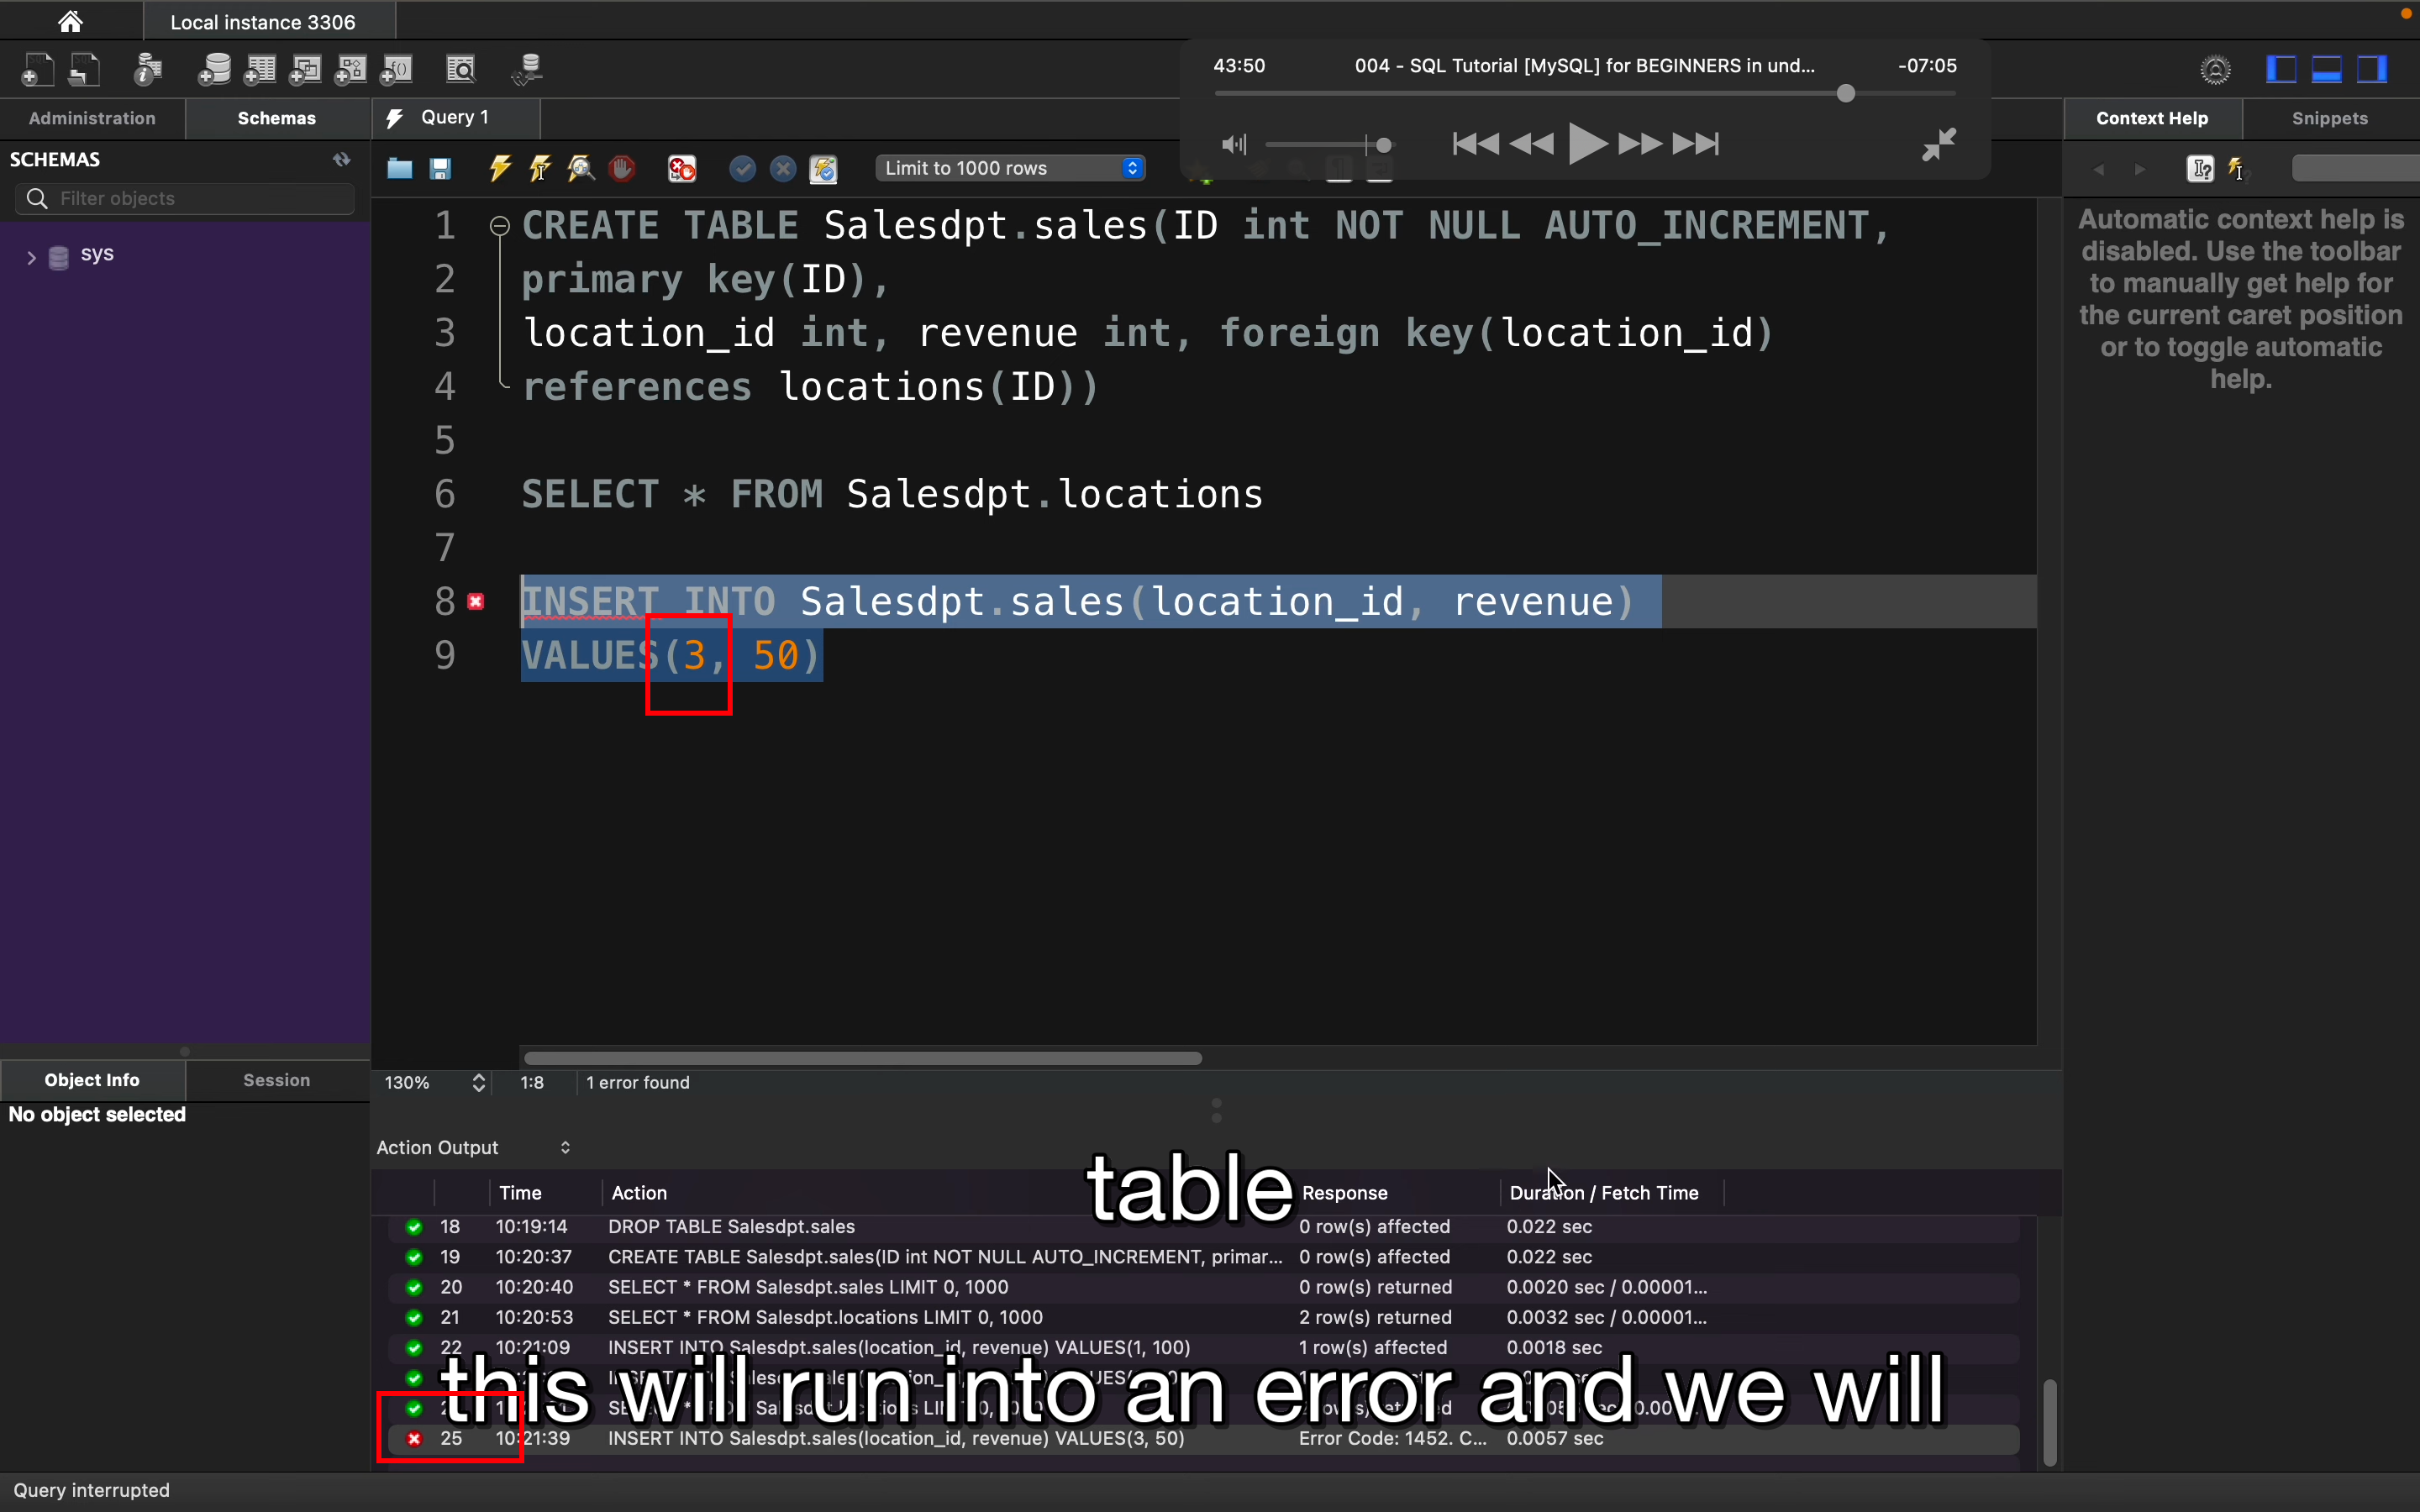 Local instance 3306
43:50 004 - SQL Tutorial [MySQL] for BEGINNERS in und... -07:05
Administration Schemas
Query 1
Context Help Snippets
SCHEMAS
Filter objects
sys
Limit to 1000 rows
1 CREATE TABLE Salesdpt.sales(ID int NOT NULL AUTO_INCREMENT,
2 primary key(ID),
3 location_id int, revenue int, foreign key(location_id)
4 references locations(ID))
5
6 SELECT * FROM Salesdpt.locations
7
8 INSERT INTO Salesdpt.sales(location_id, revenue)
9 VALUES(3, 50)
Automatic context help is
disabled. Use the toolbar
to manually get help for
the current caret position
or to toggle automatic
help.
Object Info Session
No object selected
130% 1:8 1 error found
Action Output
table
Time Action Response Duration / Fetch Time
18 10:19:14 DROP TABLE Salesdpt.sales 0 row(s) affected 0.022 sec
19 10:20:37 CREATE TABLE Salesdpt.sales(ID int NOT NULL AUTO_INCREMENT, primar... 0 row(s) affected 0.022 sec
20 10:20:40 SELECT * FROM Salesdpt.sales LIMIT 0, 1000 0 row(s) returned 0.0020 sec / 0.00001...
21 10:20:53 SELECT * FROM Salesdpt.locations LIMIT 0, 1000 2 row(s) returned 0.0032 sec / 0.00001...
22 10:21:09 INSERT INTO Salesdpt.sales(location_id, revenue) VALUES(1, 100) 1 row(s) affected 0.0018 sec
this will run into an error and we will
25 10:21:39 INSERT INTO Salesdpt.sales(location_id, revenue) VALUES(3, 50) Error Code: 1452. C... 0.0057 sec
Query interrupted